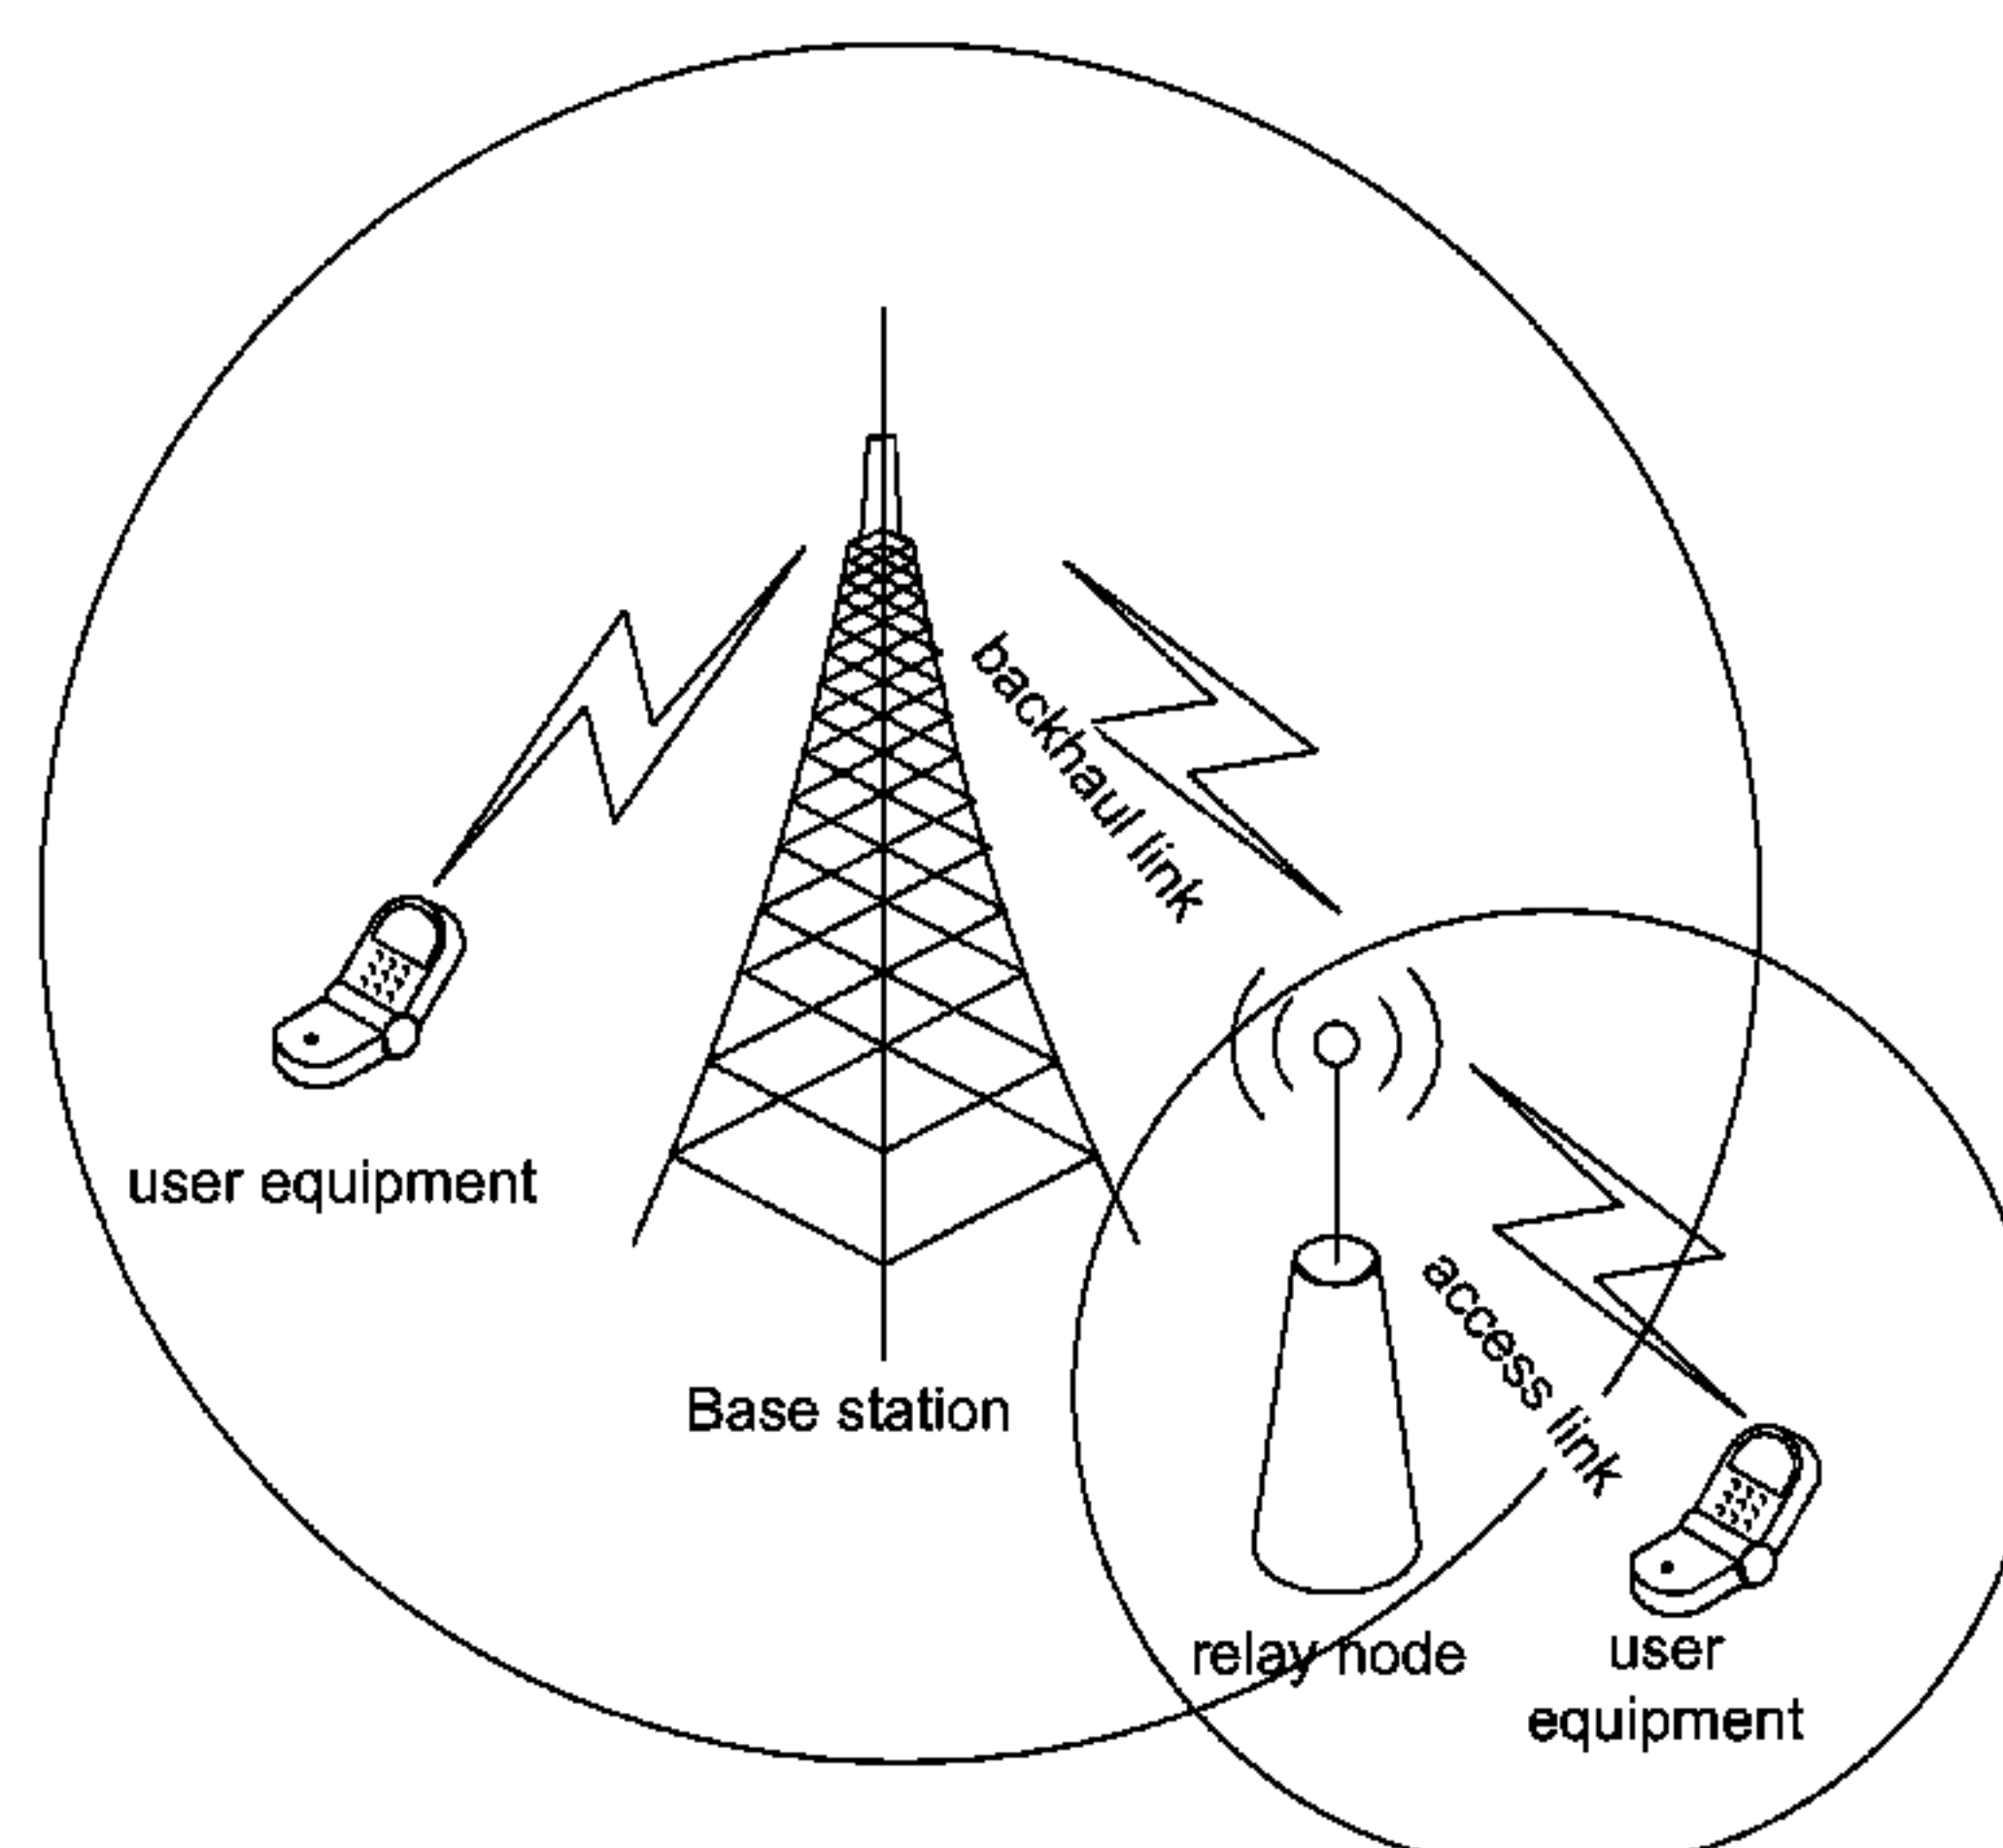 backhaul link
user equipment
access link
Base station
relay node
user
equipment